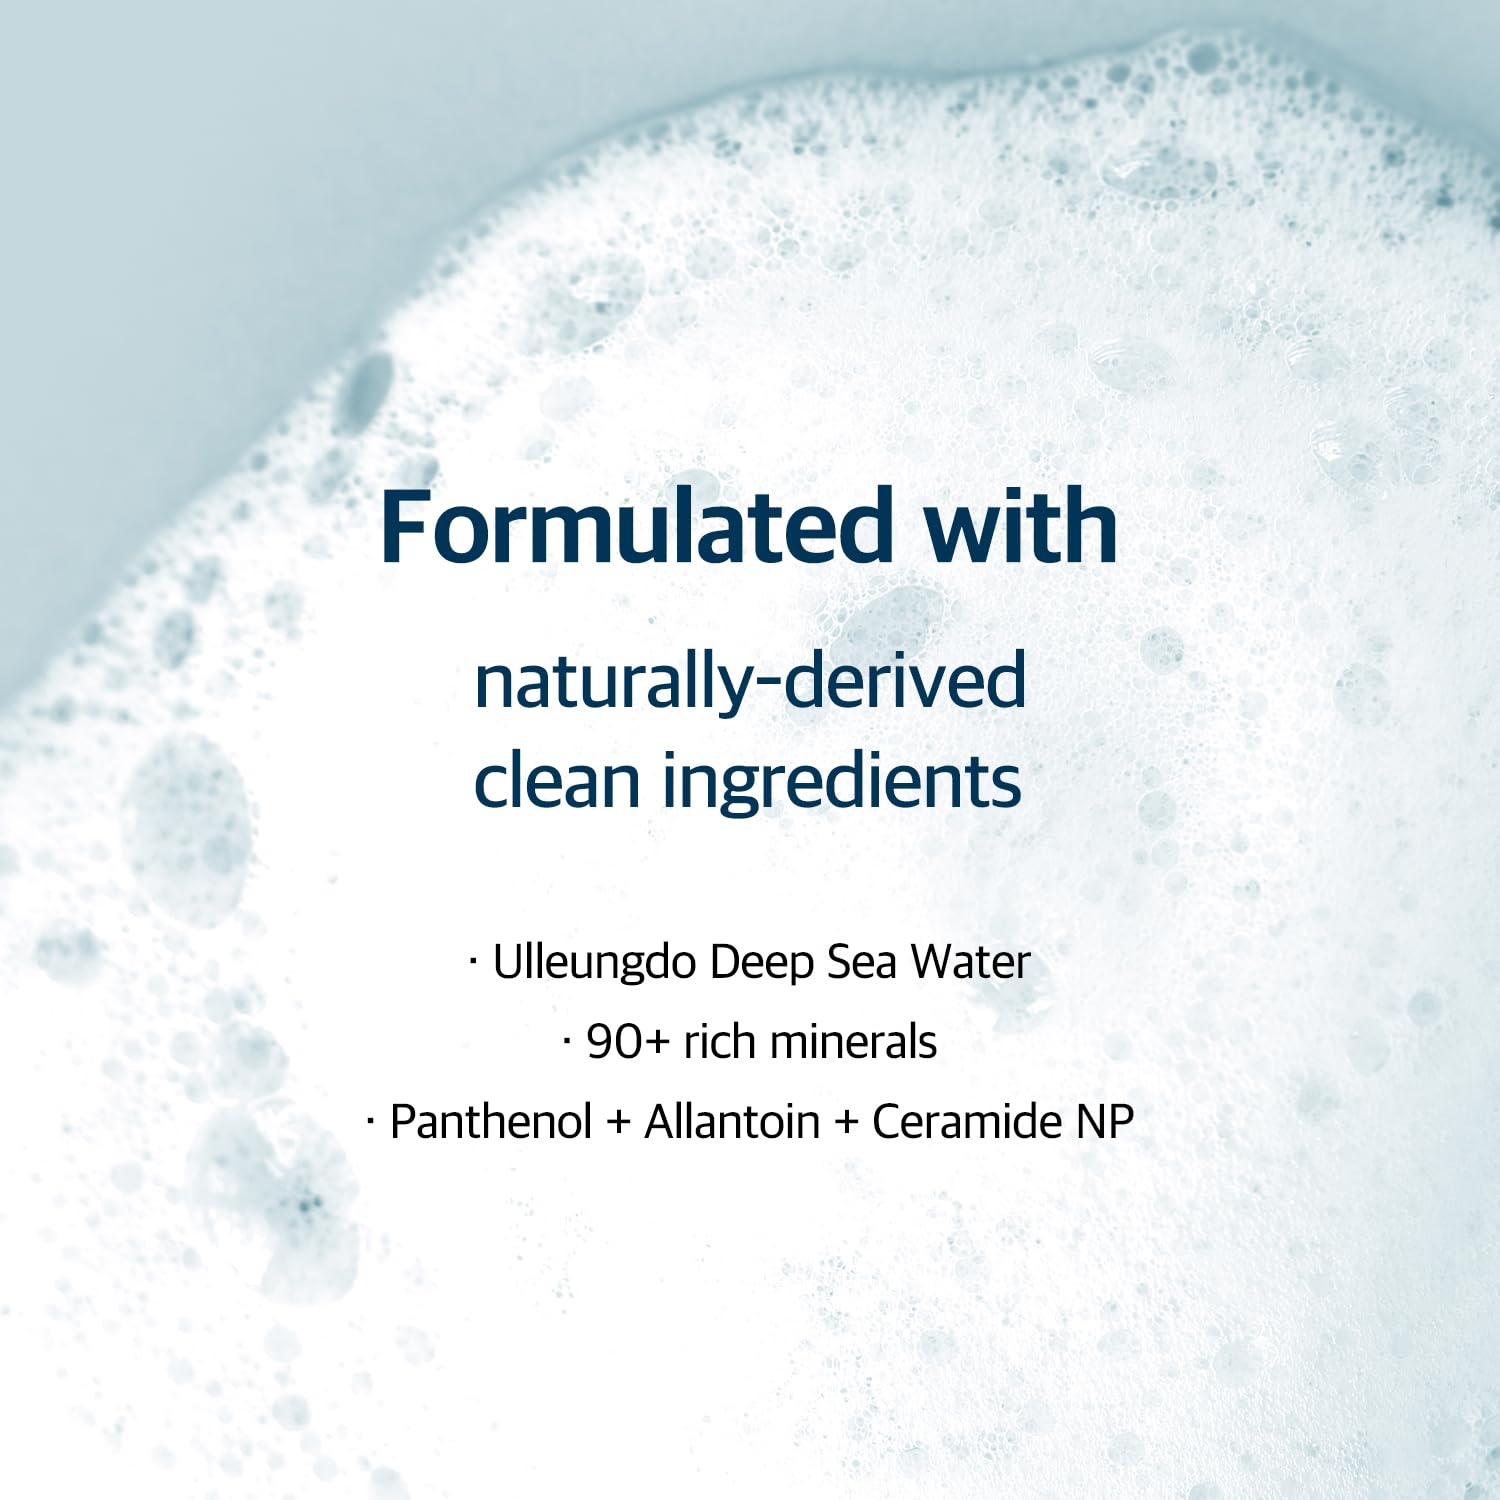 Formulated with
naturally-derived
clean ingredients
· Ulleungdo Deep Sea Water
· 90+ rich minerals
· Panthenol + Allantoin + Ceramide NP